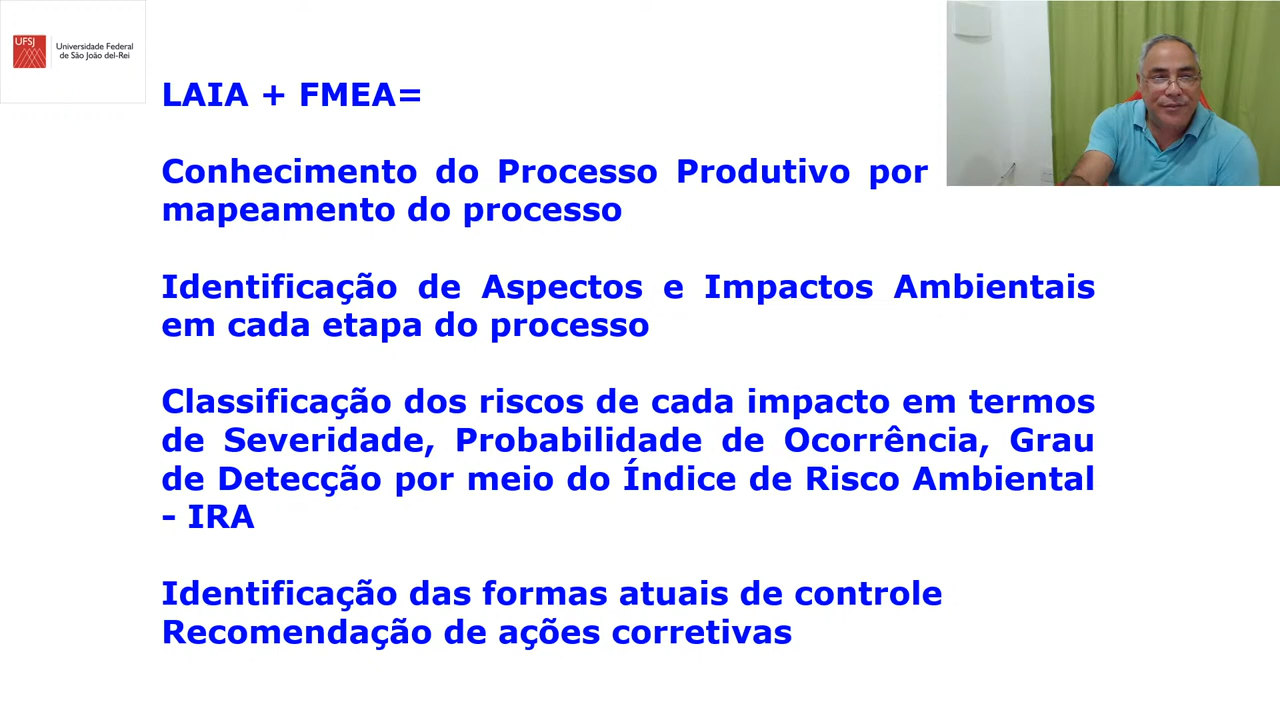 UFSJ
Universidade Federal
de São João del-Rei
LAIA + FMEA=
Conhecimento do Processo Produtivo por
mapeamento do processo
Identificação de Aspectos e Impactos Ambientais
em cada etapa do processo
Classificação dos riscos de cada impacto em termos
de Severidade, Probabilidade de Ocorrência, Grau
de Detecção por meio do Índice de Risco Ambiental
- IRA
Identificação das formas atuais de controle
Recomendação de ações corretivas